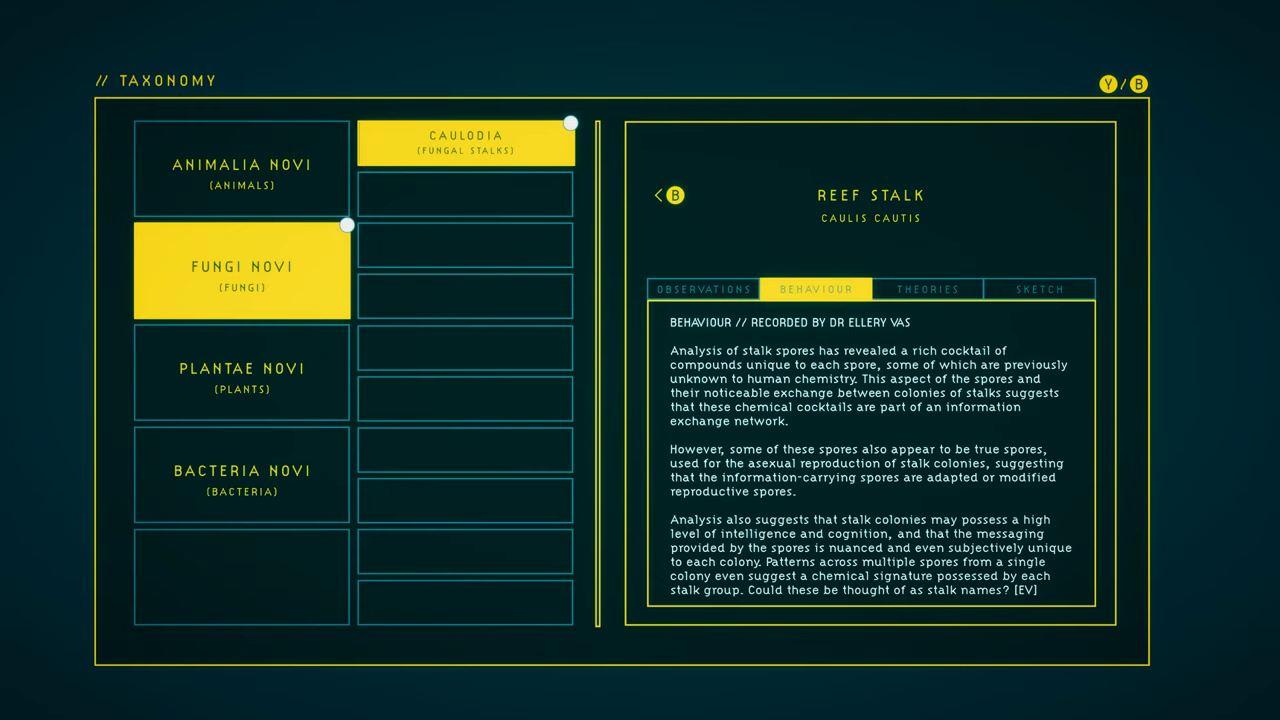 // TAXONOMY
Y / B
ANIMALIA NOVI
(ANIMALS)
FUNGI NOVI
(FUNGI)
PLANTAE NOVI
(PLANTS)
BACTERIA NOVI
(BACTERIA)
CAULODIA
(FUNGAL STALKS)
< B
REEF STALK
CAULIS CAUTIS
OBSERVATIONS
BEHAVIOUR
THEORIES
SKETCH
BEHAVIOUR // RECORDED BY DR ELLERY VAS
Analysis of stalk spores has revealed a rich cocktail of
compounds unique to each spore, some of which are previously
unknown to human chemistry. This aspect of the spores and
their noticeable exchange between colonies of stalks suggests
that these chemical cocktails are part of an information
exchange network.
However, some of these spores also appear to be true spores,
used for the asexual reproduction of stalk colonies, suggesting
that the information-carrying spores are adapted or modified
reproductive spores.
Analysis also suggests that stalk colonies may possess a high
level of intelligence and cognition, and that the messaging
provided by the spores is nuanced and even subjectively unique
to each colony. Patterns across multiple spores from a single
colony even suggest a chemical signature possessed by each
stalk group. Could these be thought of as stalk names? [EV]